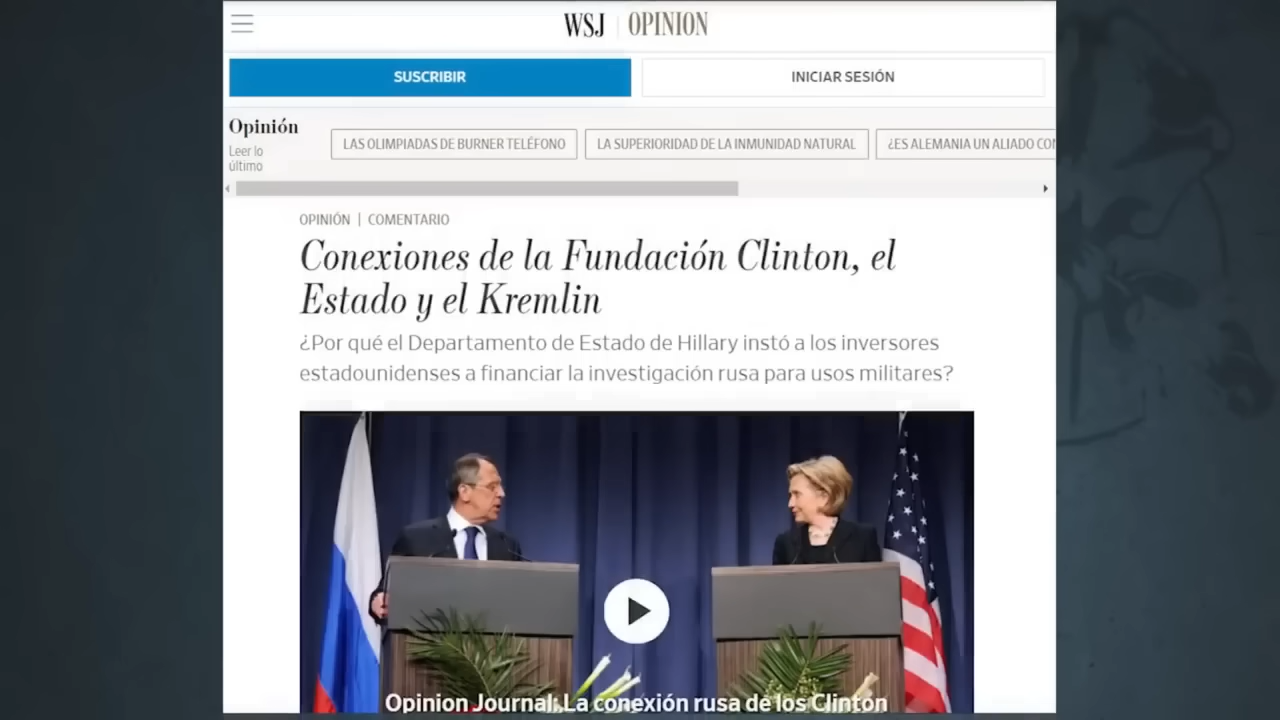 WSJ | OPINION
SUSCRIBIR
INICIAR SESIÓN
Opinión
Leer lo
último
LAS OLIMPIADAS DE BURNER TELÉFONO
LA SUPERIORIDAD DE LA INMUNIDAD NATURAL
¿ES ALEMANIA UN ALIADO CON
OPINIÓN | COMENTARIO
Conexiones de la Fundación Clinton, el
Estado y el Kremlin
¿Por qué el Departamento de Estado de Hillary instó a los inversores
estadounidenses a financiar la investigación rusa para usos militares?
Opinion Journal: La conexión rusa de los Clinton